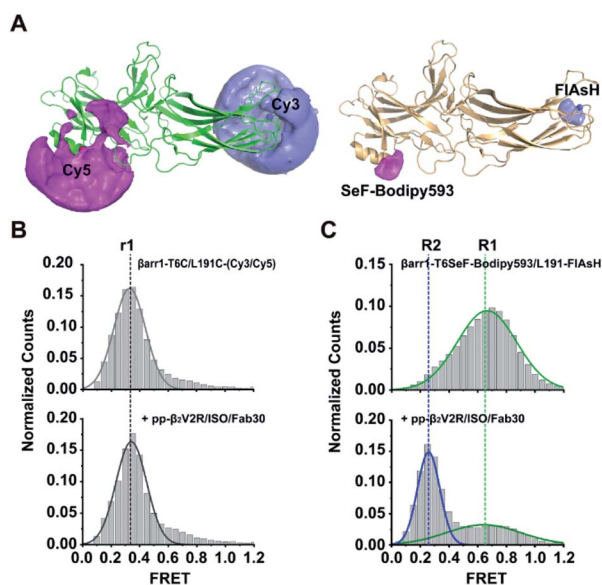 A
Cy5
Cy3
FlAsH
SeF-Bodipy593
B
r1
βarr1-T6C/L191C-(Cy3/Cy5)
0.20
0.15
0.10
0.05
0.00
+ pp-β2V2R/ISO/Fab30
0.20
0.15
0.10
0.05
0.00
0.0 0.2 0.4 0.6 0.8 1.0 1.2
FRET
Normalized Counts
C
R2 R1
βarr1-T6SeF-Bodipy593/L191-FlAsH
0.15
0.10
0.05
0.00
+ pp-β2V2R/ISO/Fab30
0.20
0.15
0.10
0.05
0.00
0.0 0.2 0.4 0.6 0.8 1.0 1.2
FRET
Normalized Counts